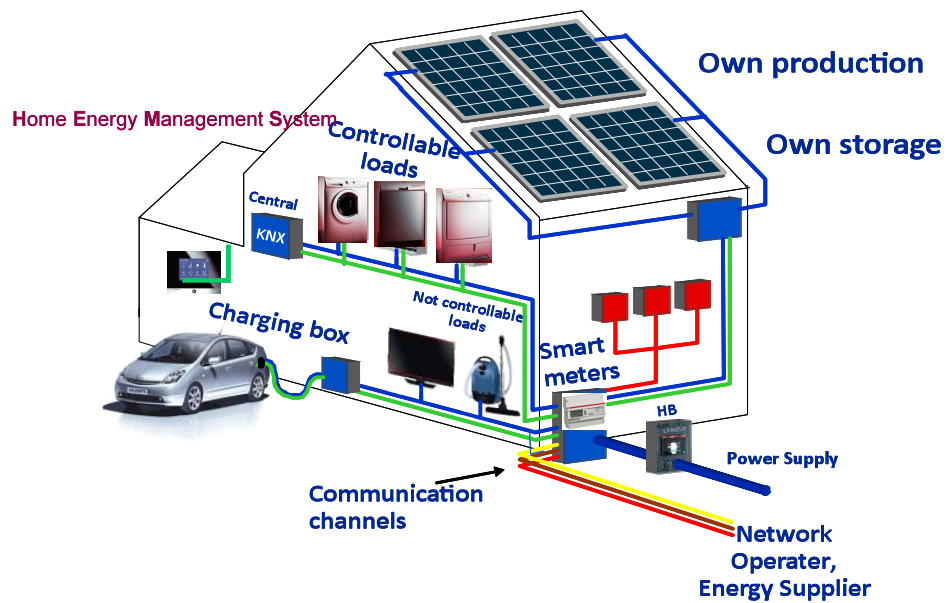 Own production
Home Energy Management System
Controllable
loads
Own storage
Central
KNX
Not controllable
loads
Charging box
Smart
meters
HB
Power Supply
Communication
channels
Network
Operater,
Energy Supplier